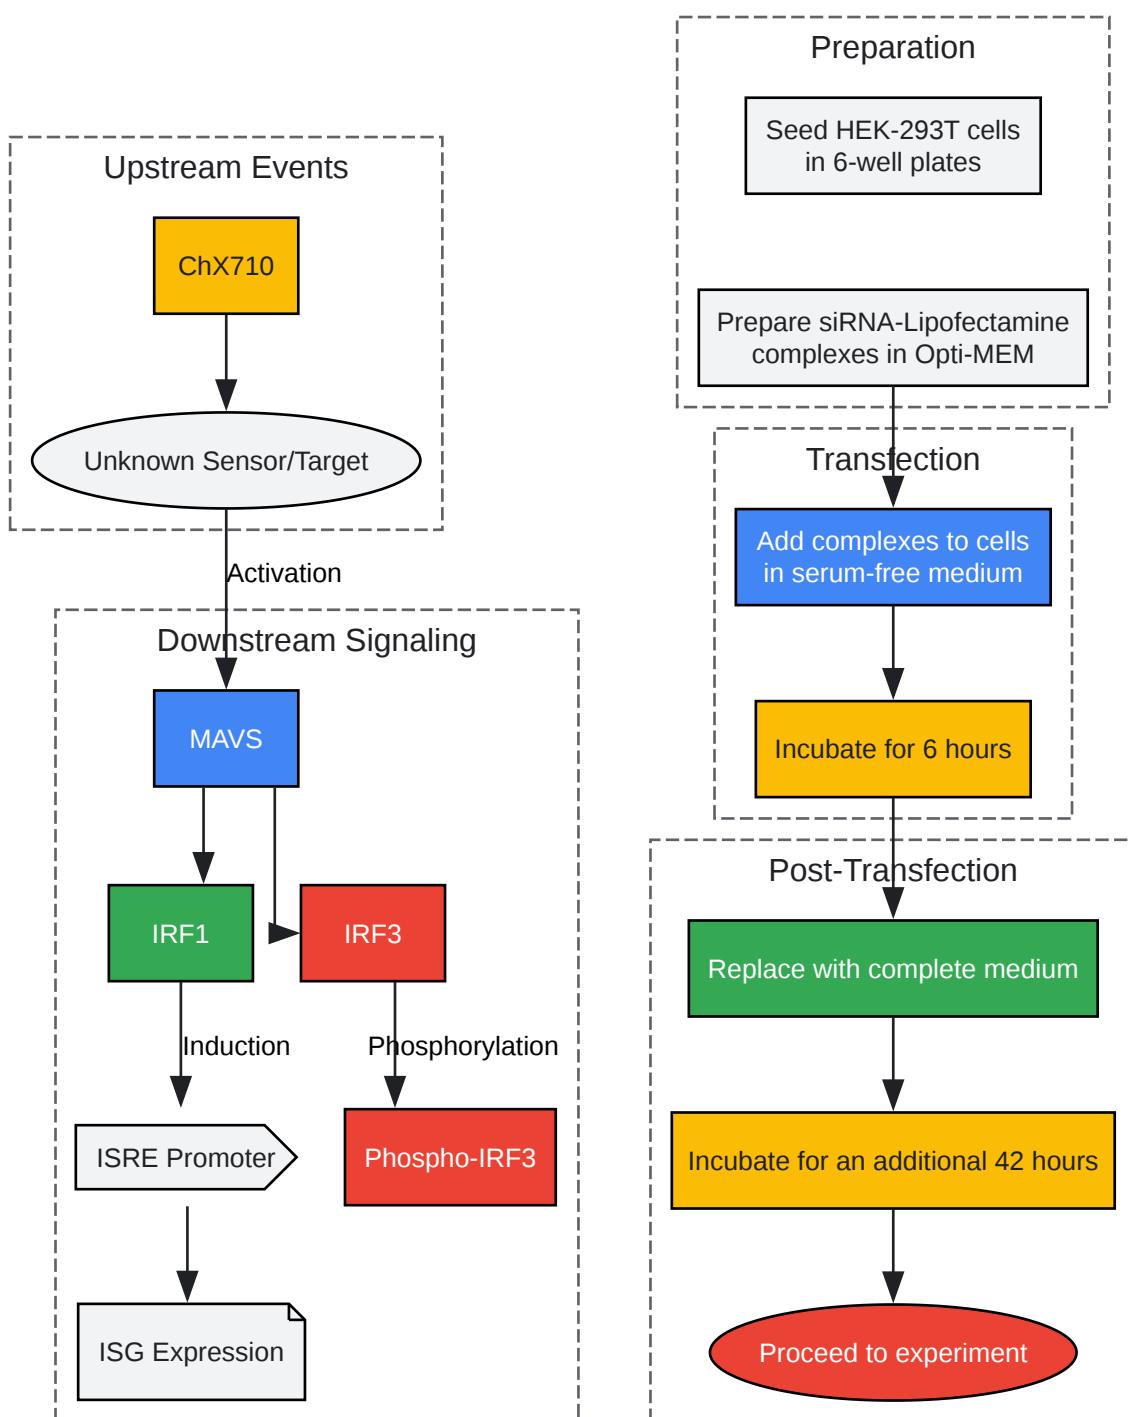 Upstream Events
ChX710
Unknown Sensor/Target
Activation
Downstream Signaling
MAVS
IRF1
IRF3
Induction
Phosphorylation
ISRE Promoter
Phospho-IRF3
ISG Expression
Preparation
Seed HEK-293T cells
in 6-well plates
Prepare siRNA-Lipofectamine
complexes in Opti-MEM
Transfection
Add complexes to cells
in serum-free medium
Incubate for 6 hours
Post-Transfection
Replace with complete medium
Incubate for an additional 42 hours
Proceed to experiment